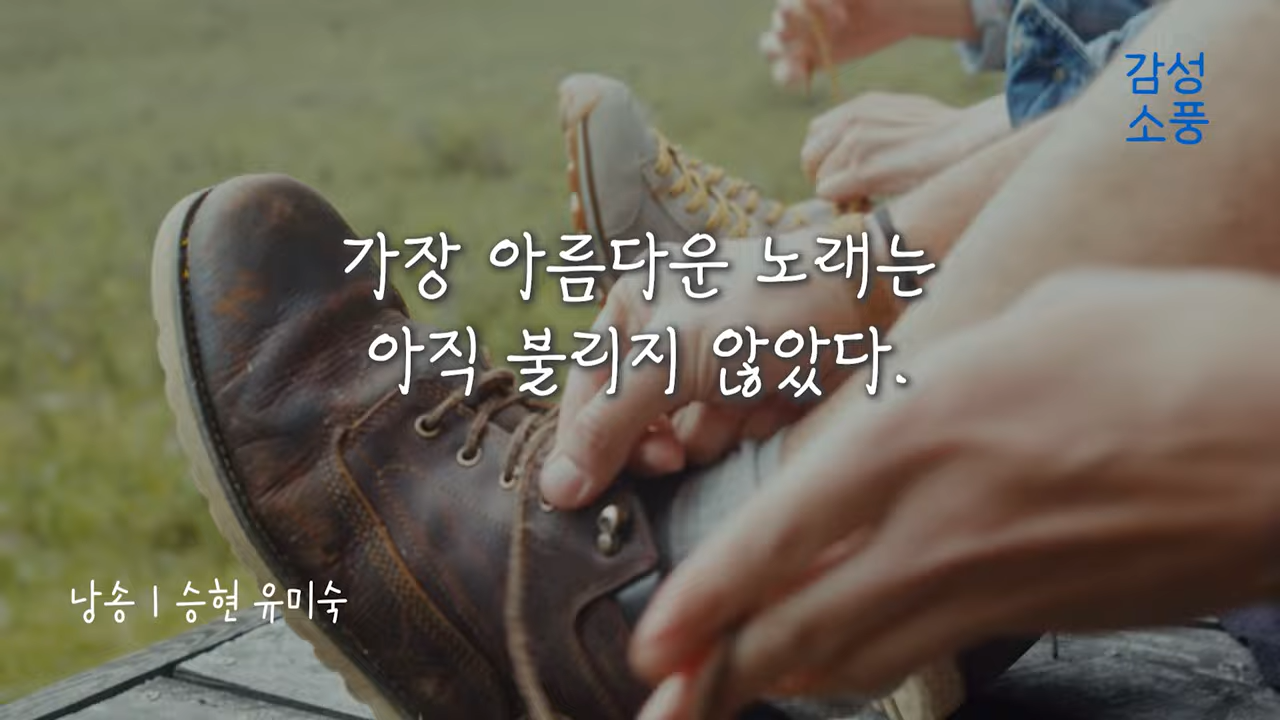 감성
소풍
가장 아름다운 노래는
아직 불리지 않았다.
낭송 | 승현 유미숙